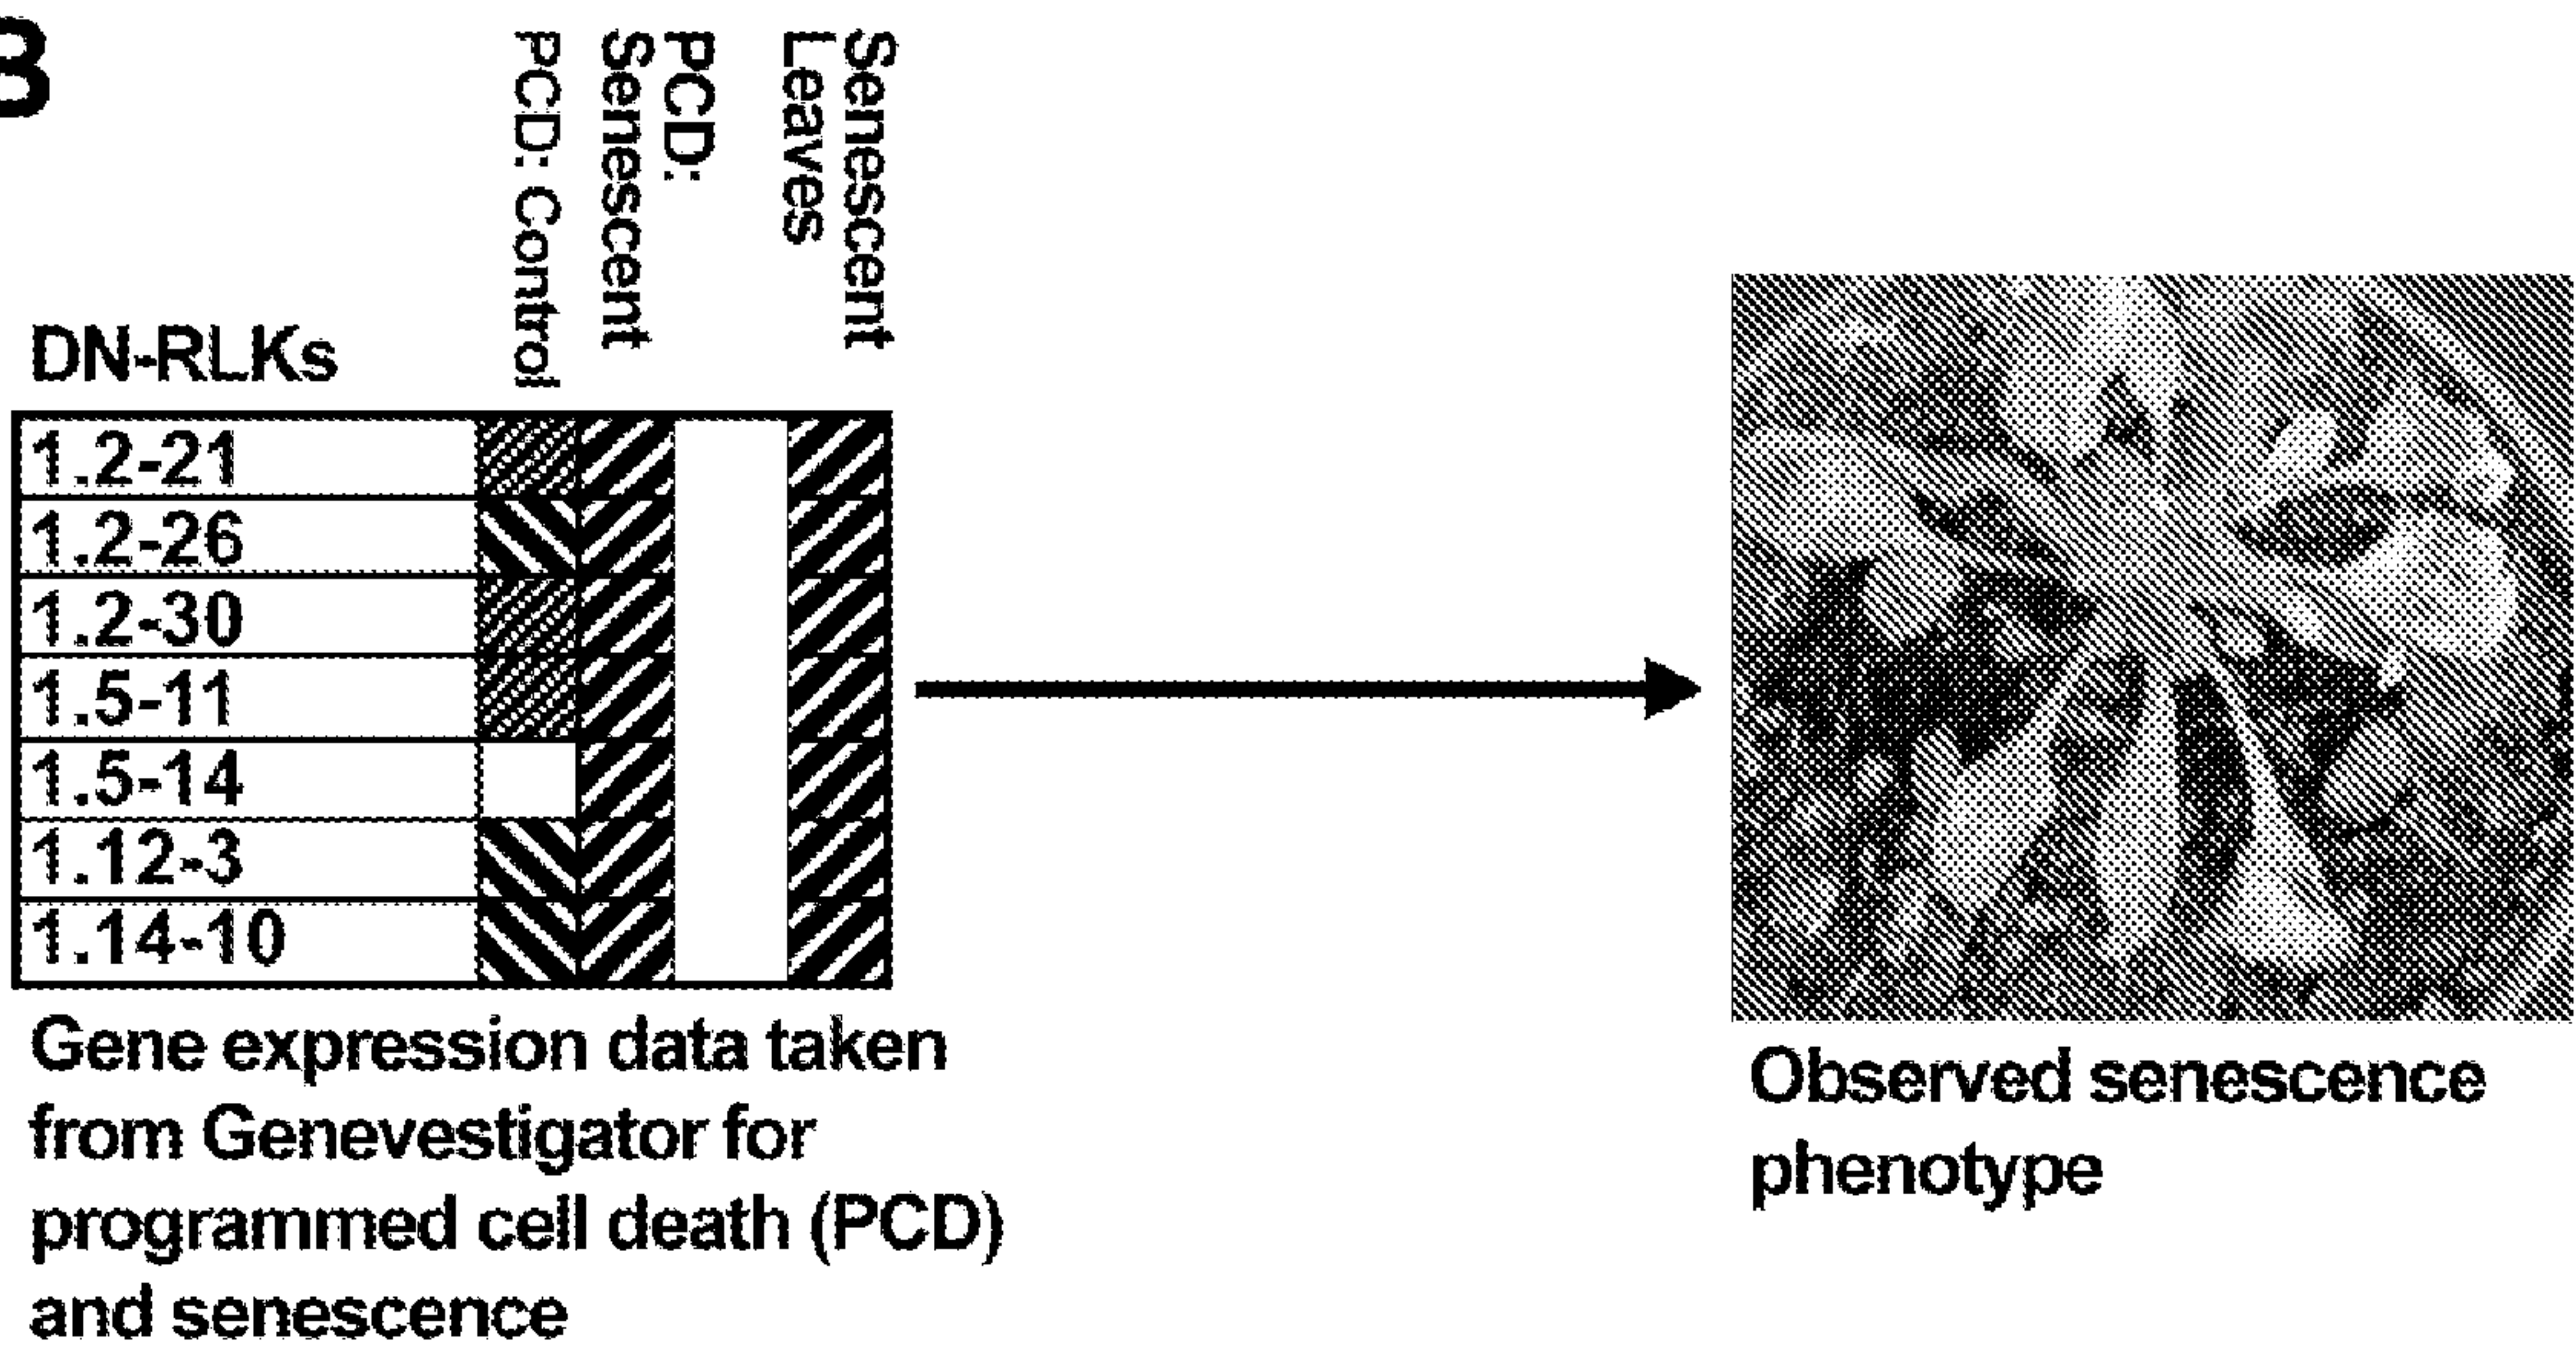 B
PCD: Control
PCD:
Senescent
Senescent
Leaves
DN-RLKs
1.2-21
1.2-26
1.2-30
1.5-11
1.5-14
1.12-3
1.14-10
Gene expression data taken
from Genevestigator for
programmed cell death (PCD)
and senescence
Observed senescence
phenotype